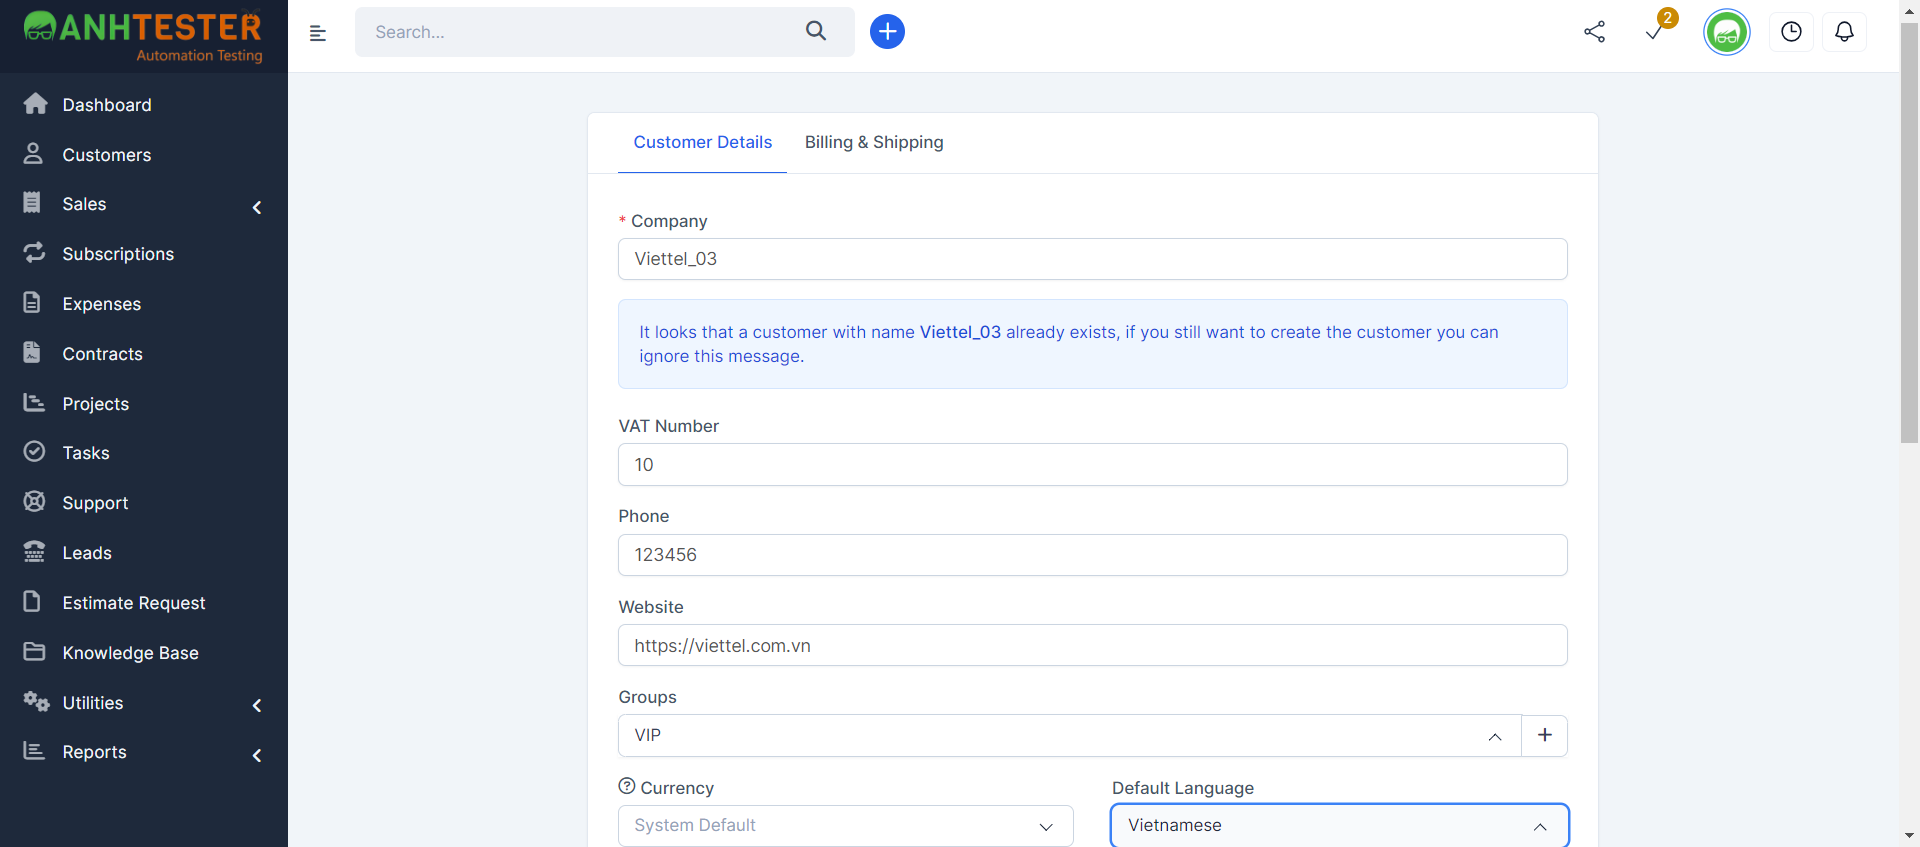 ANHTESTER
Automation Testing
Search...
2
Dashboard
Customers
Sales
Subscriptions
Expenses
Contracts
Projects
Tasks
Support
Leads
Estimate Request
Knowledge Base
Utilities
Reports
Customer Details
Billing & Shipping
* Company
Viettel_03
It looks that a customer with name Viettel_03 already exists, if you still want to create the customer you can
ignore this message.
VAT Number
10
Phone
123456
Website
https://viettel.com.vn
Groups
VIP
Currency
System Default
Default Language
Vietnamese